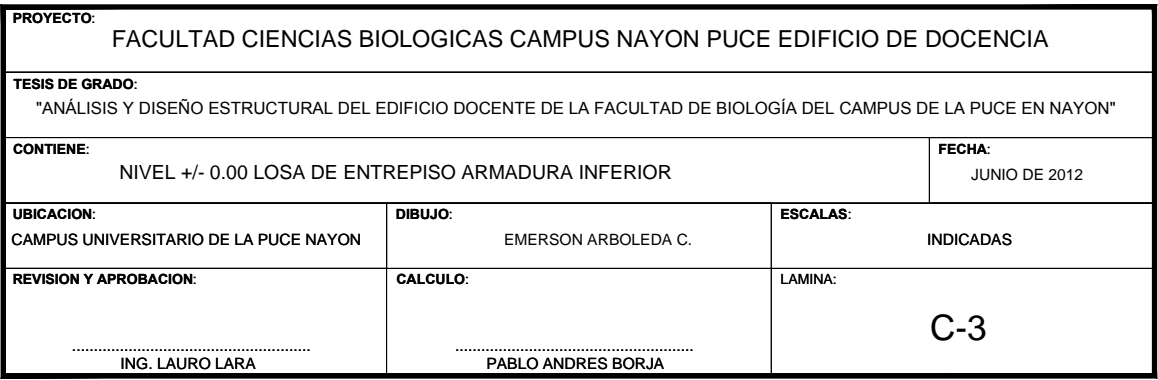 PROYECTO:
FACULTAD CIENCIAS BIOLOGICAS CAMPUS NAYON PUCE EDIFICIO DE DOCENCIA
TESIS DE GRADO:
"ANÁLISIS Y DISEÑO ESTRUCTURAL DEL EDIFICIO DOCENTE DE LA FACULTAD DE BIOLOGÍA DEL CAMPUS DE LA PUCE EN NAYON"
CONTIENE:
NIVEL +/- 0.00 LOSA DE ENTREPISO ARMADURA INFERIOR
FECHA:
JUNIO DE 2012
UBICACION:
CAMPUS UNIVERSITARIO DE LA PUCE NAYON
DIBUJO:
EMERSON ARBOLEDA C.
ESCALAS:
INDICADAS
REVISION Y APROBACION:
......................................................
ING. LAURO LARA
CALCULO:
......................................................
PABLO ANDRES BORJA
LAMINA:
C-3